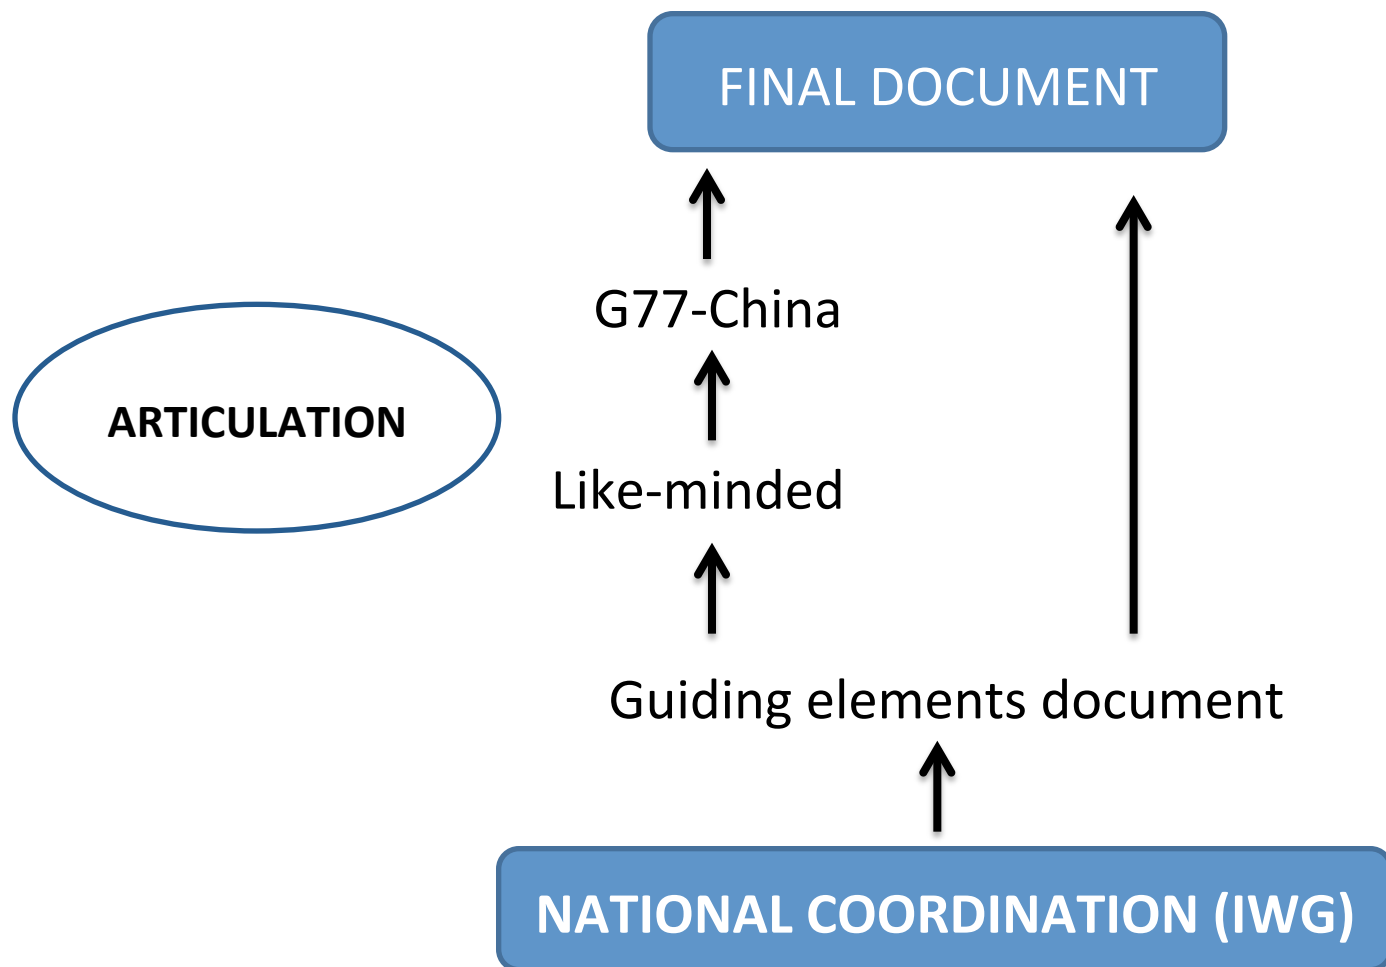 FINAL DOCUMENT
G77-China
ARTICULATION
Like-minded
Guiding elements document
NATIONAL COORDINATION (IWG)